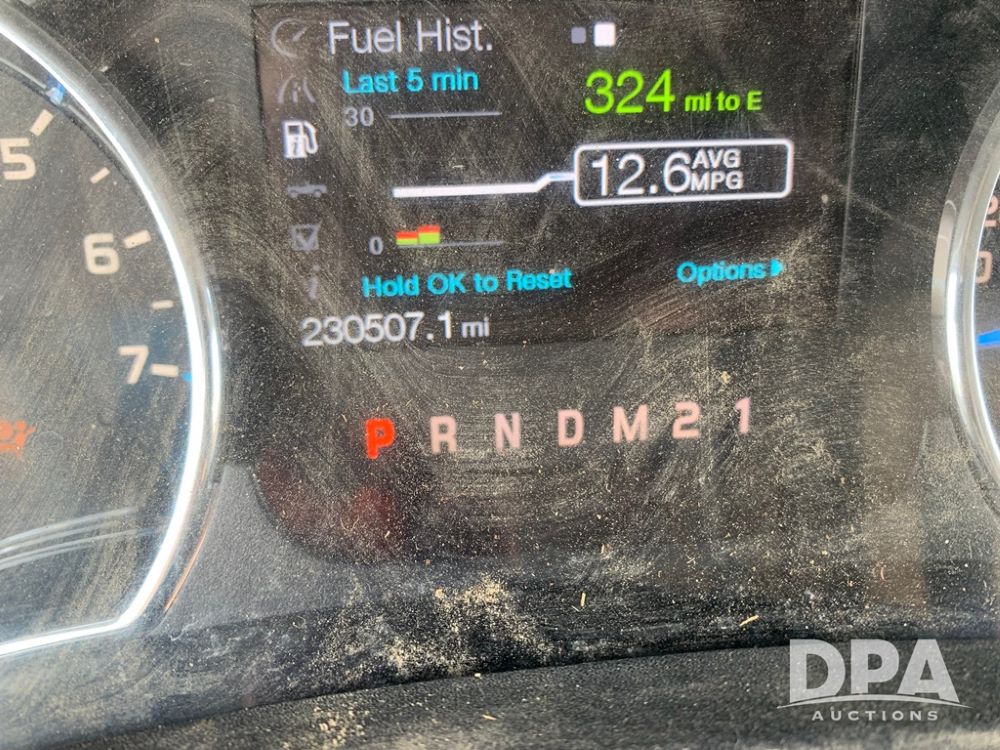 Fuel Hist.
Last 5 min
324 mi to E
30
12.6 AVG MPG
0
Hold OK to Reset
Options
230507.1 mi
5
6
7
P R N D M 2 1
DPA
AUCTIONS